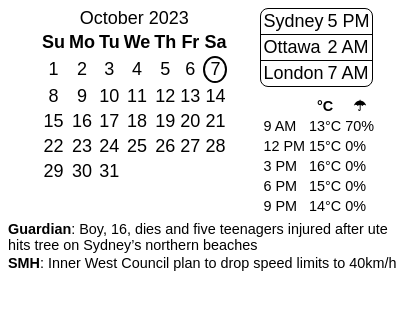 October 2023
Su Mo Tu We Th Fr Sa
1 2 3 4 5 6 7
8 9 10 11 12 13 14
15 16 17 18 19 20 21
22 23 24 25 26 27 28
29 30 31
Sydney 5 PM
Ottawa 2 AM
London 7 AM
°C ☂
9 AM 13°C 70%
12 PM 15°C 0%
3 PM 16°C 0%
6 PM 15°C 0%
9 PM 14°C 0%
Guardian: Boy, 16, dies and five teenagers injured after ute
hits tree on Sydney’s northern beaches
SMH: Inner West Council plan to drop speed limits to 40km/h